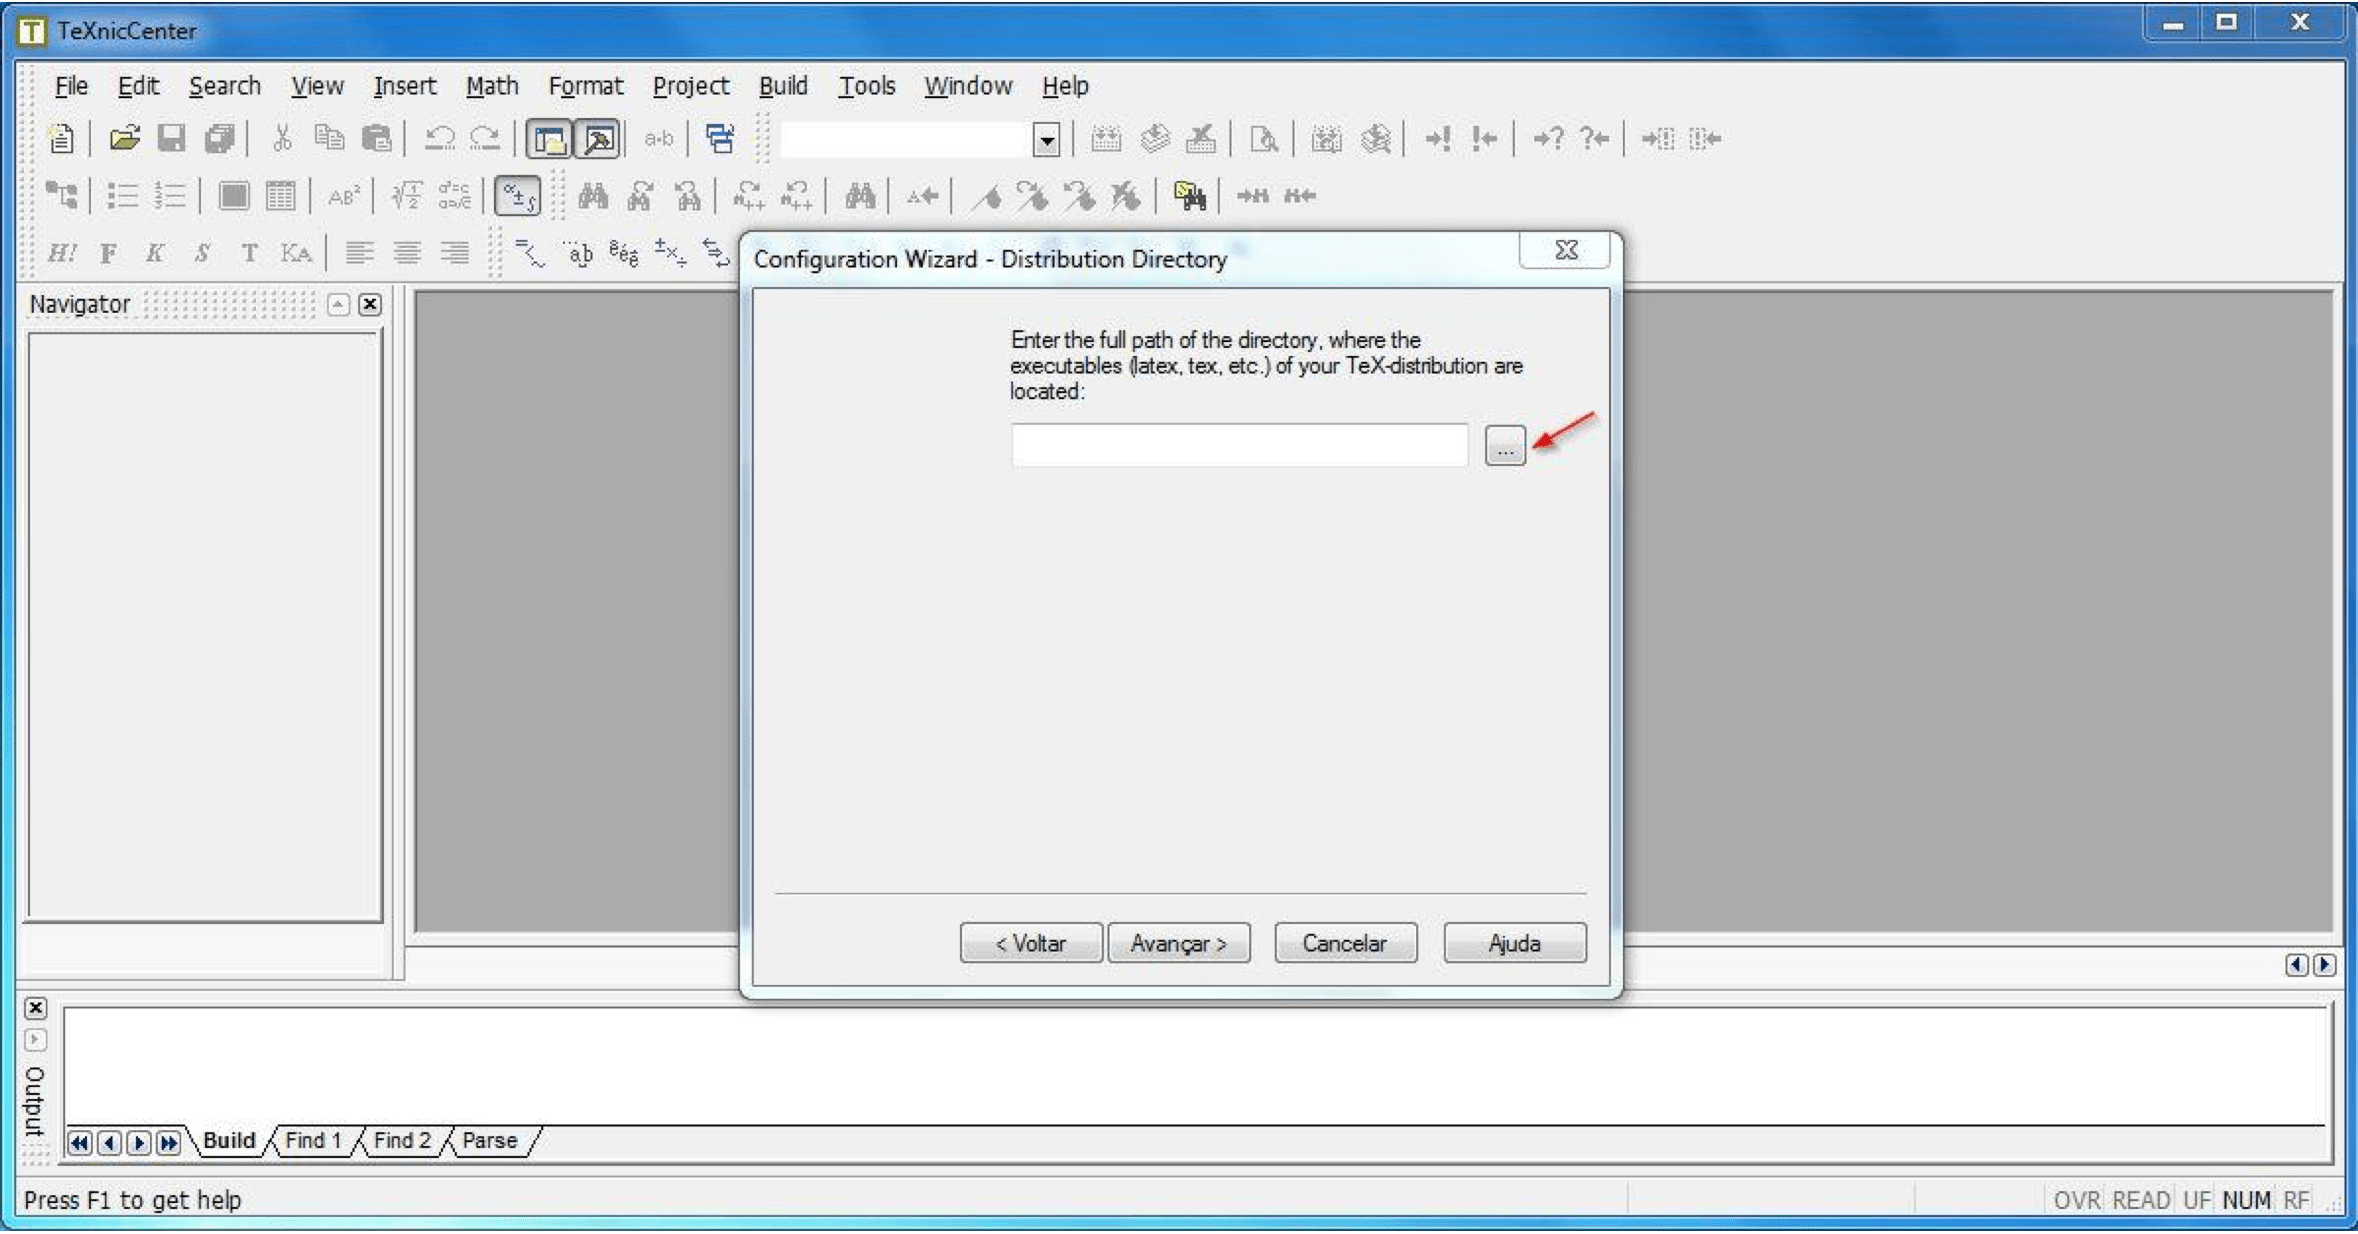 TeXnicCenter
File Edit Search View Insert Math Format Project Build Tools Window Help
a-b
AB²
H! F K S T KA
Configuration Wizard - Distribution Directory
Navigator
Enter the full path of the directory, where the
executables (latex, tex, etc.) of your TeX-distribution are
located:
...
< Voltar Avançar > Cancelar Ajuda
Output
Build Find 1 Find 2 Parse
Press F1 to get help
OVR READ UF NUM RF